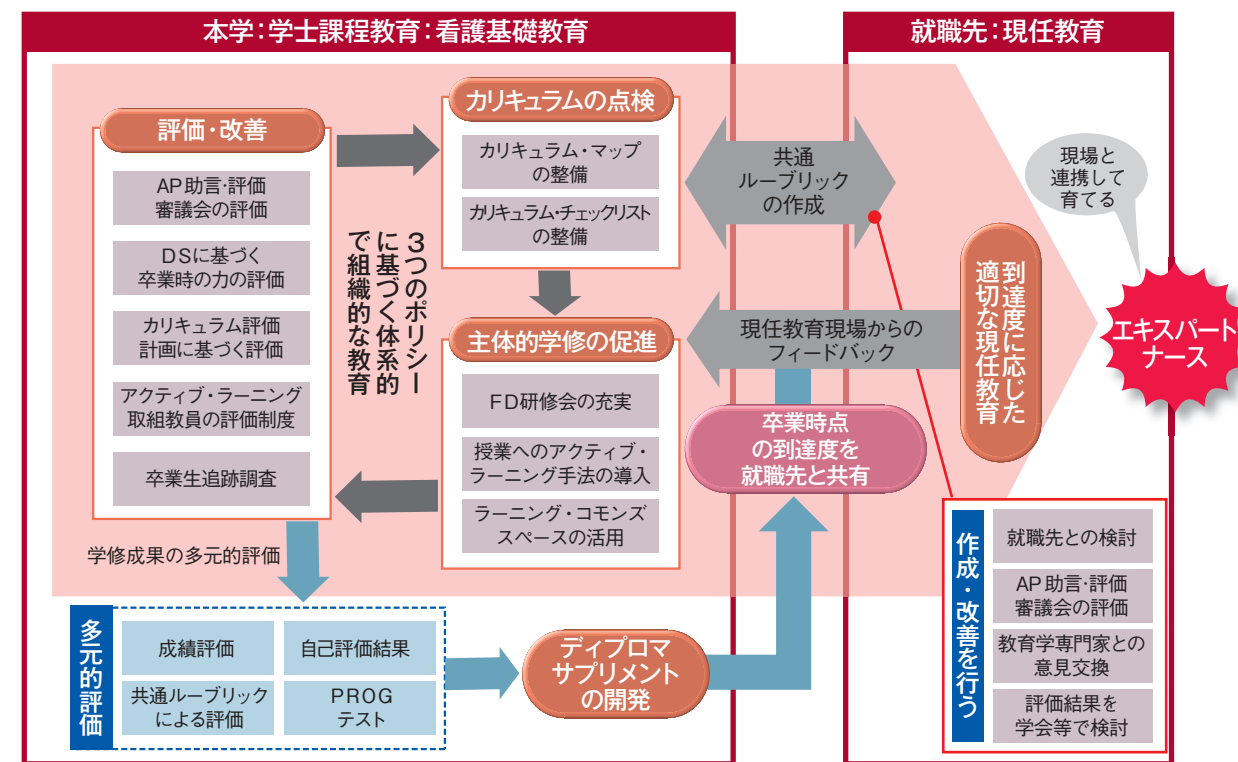 本学:学士課程教育:看護基礎教育
就職先:現任教育
評価・改善
AP助言・評価
審議会の評価
DSに基づく
卒業時の力の評価
カリキュラム評価
計画に基づく評価
アクティブ・ラーニング
取組教員の評価制度
卒業生追跡調査
3つのポリシー
に基づく体系的
で組織的な教育
カリキュラムの点検
カリキュラム・マップ
の整備
カリキュラム・チェックリスト
の整備
主体的学修の促進
FD研修会の充実
授業へのアクティブ・
ラーニング手法の導入
ラーニング・コモンズ
スペースの活用
共通
ルーブリック
の作成
現任教育現場からの
フィードバック
卒業時点
の到達度を
就職先と共有
到達度に応じた
適切な現任教育
現場と
連携して
育てる
エキスパート
ナース
学修成果の多元的評価
多元的評価
成績評価
自己評価結果
共通ルーブリック
による評価
PROG
テスト
ディプロマ
サプリメント
の開発
作成・改善を行う
就職先との検討
AP助言・評価
審議会の評価
教育学専門家との
意見交換
評価結果を
学会等で検討